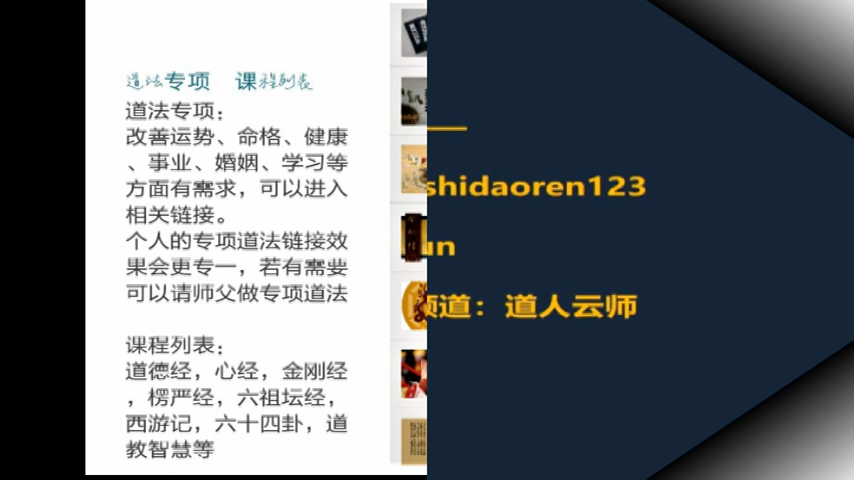 道法专项 课程列表
道法专项：
改善运势、命格、健康
、事业、婚姻、学习等
方面有需求，可以进入
相关链接。
个人的专项道法链接效
果会更专一，若有需要
可以请师父做专项道法
课程列表：
道德经，心经，金刚经
，楞严经，六祖坛经，
西游记，六十四卦，道
教智慧等
shidaoren123
un
频道：道人云师